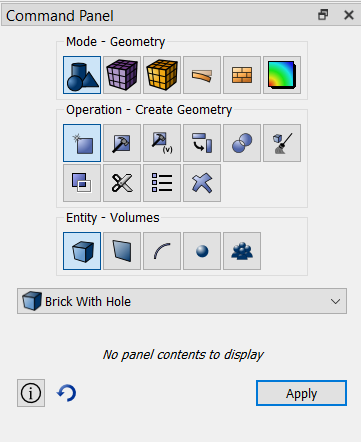 Command Panel
Mode - Geometry
Operation - Create Geometry
(v)
Entity - Volumes
Brick With Hole
No panel contents to display
Apply